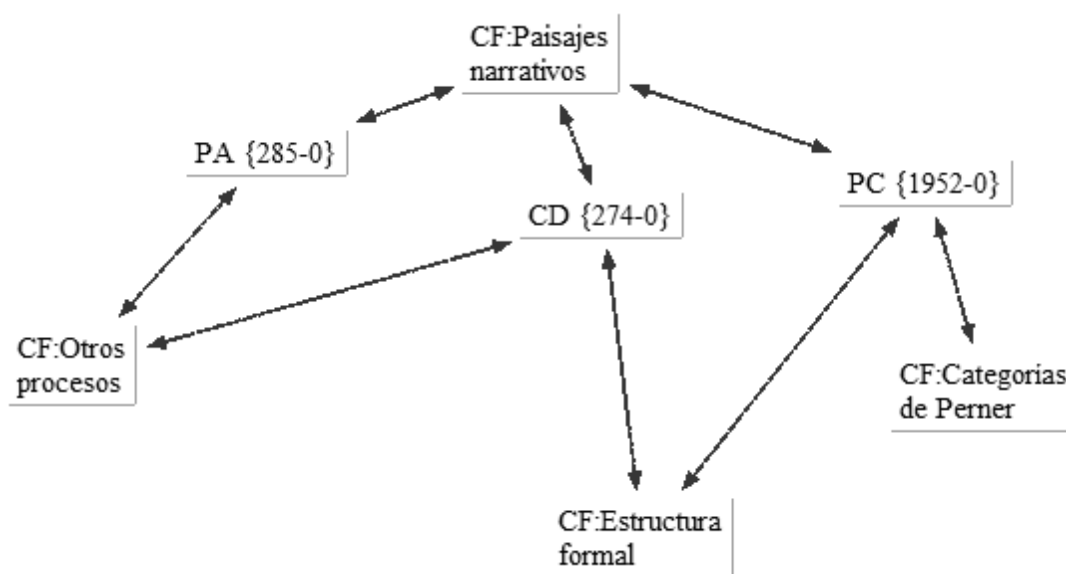 CF:Paisajes
narrativos
PA {285-0}
CD {274-0}
PC {1952-0}
CF:Otros
procesos
CF:Categorias
de Perner
CF:Estructura
formal